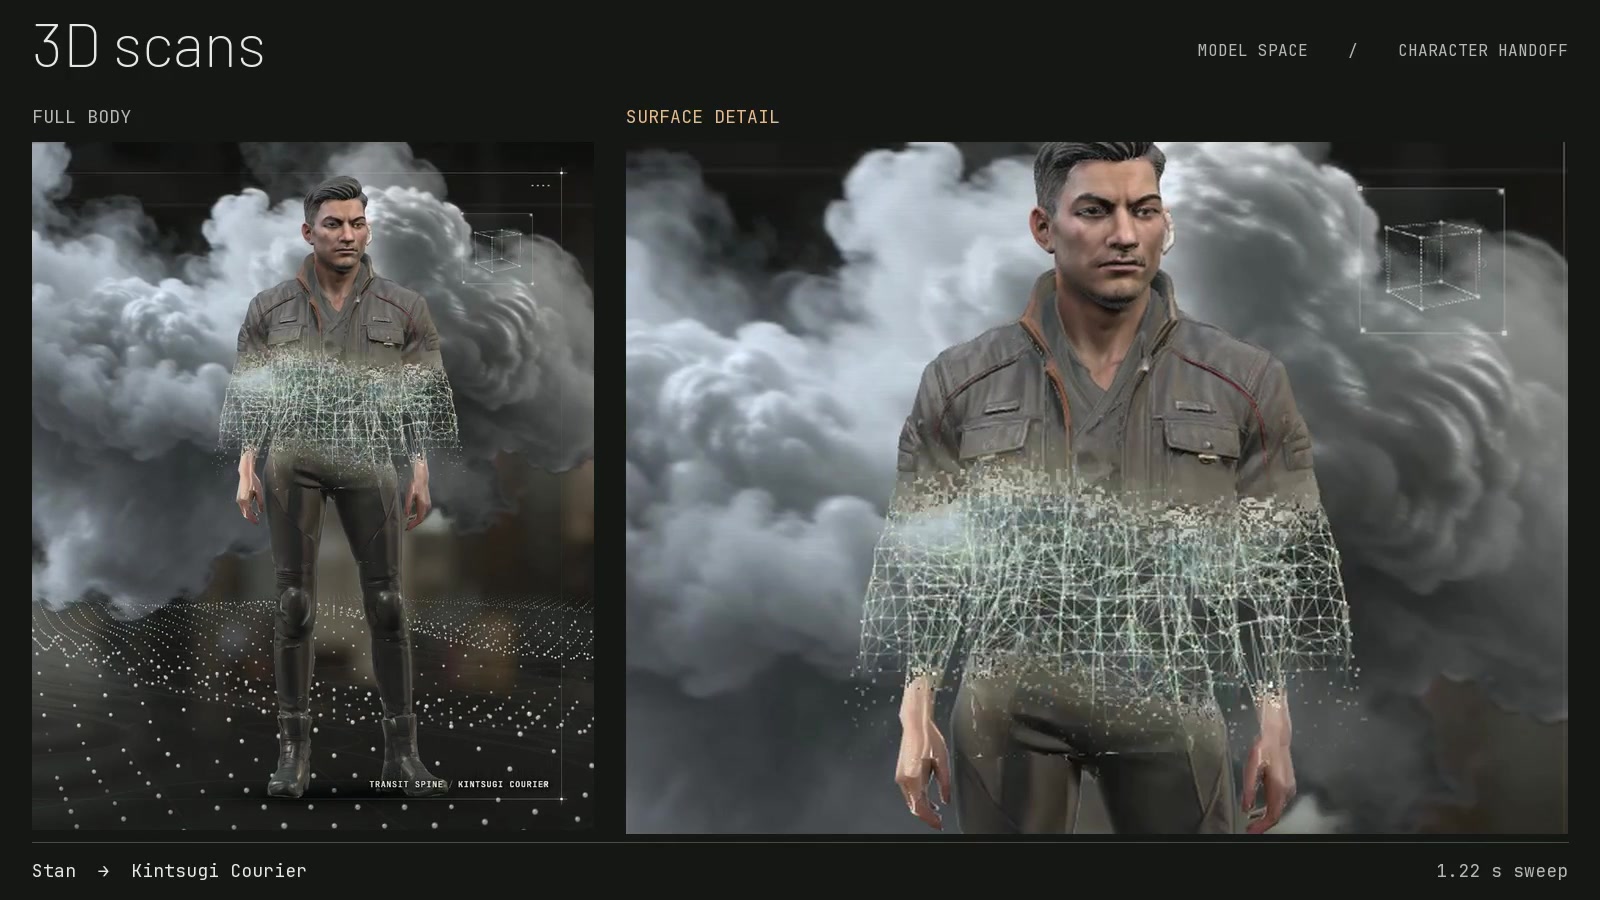 3D scans
MODEL SPACE / CHARACTER HANDOFF
FULL BODY
SURFACE DETAIL
TRANSIT SPINE / KINTSUGI COURIER
Stan → Kintsugi Courier
1.22 s sweep